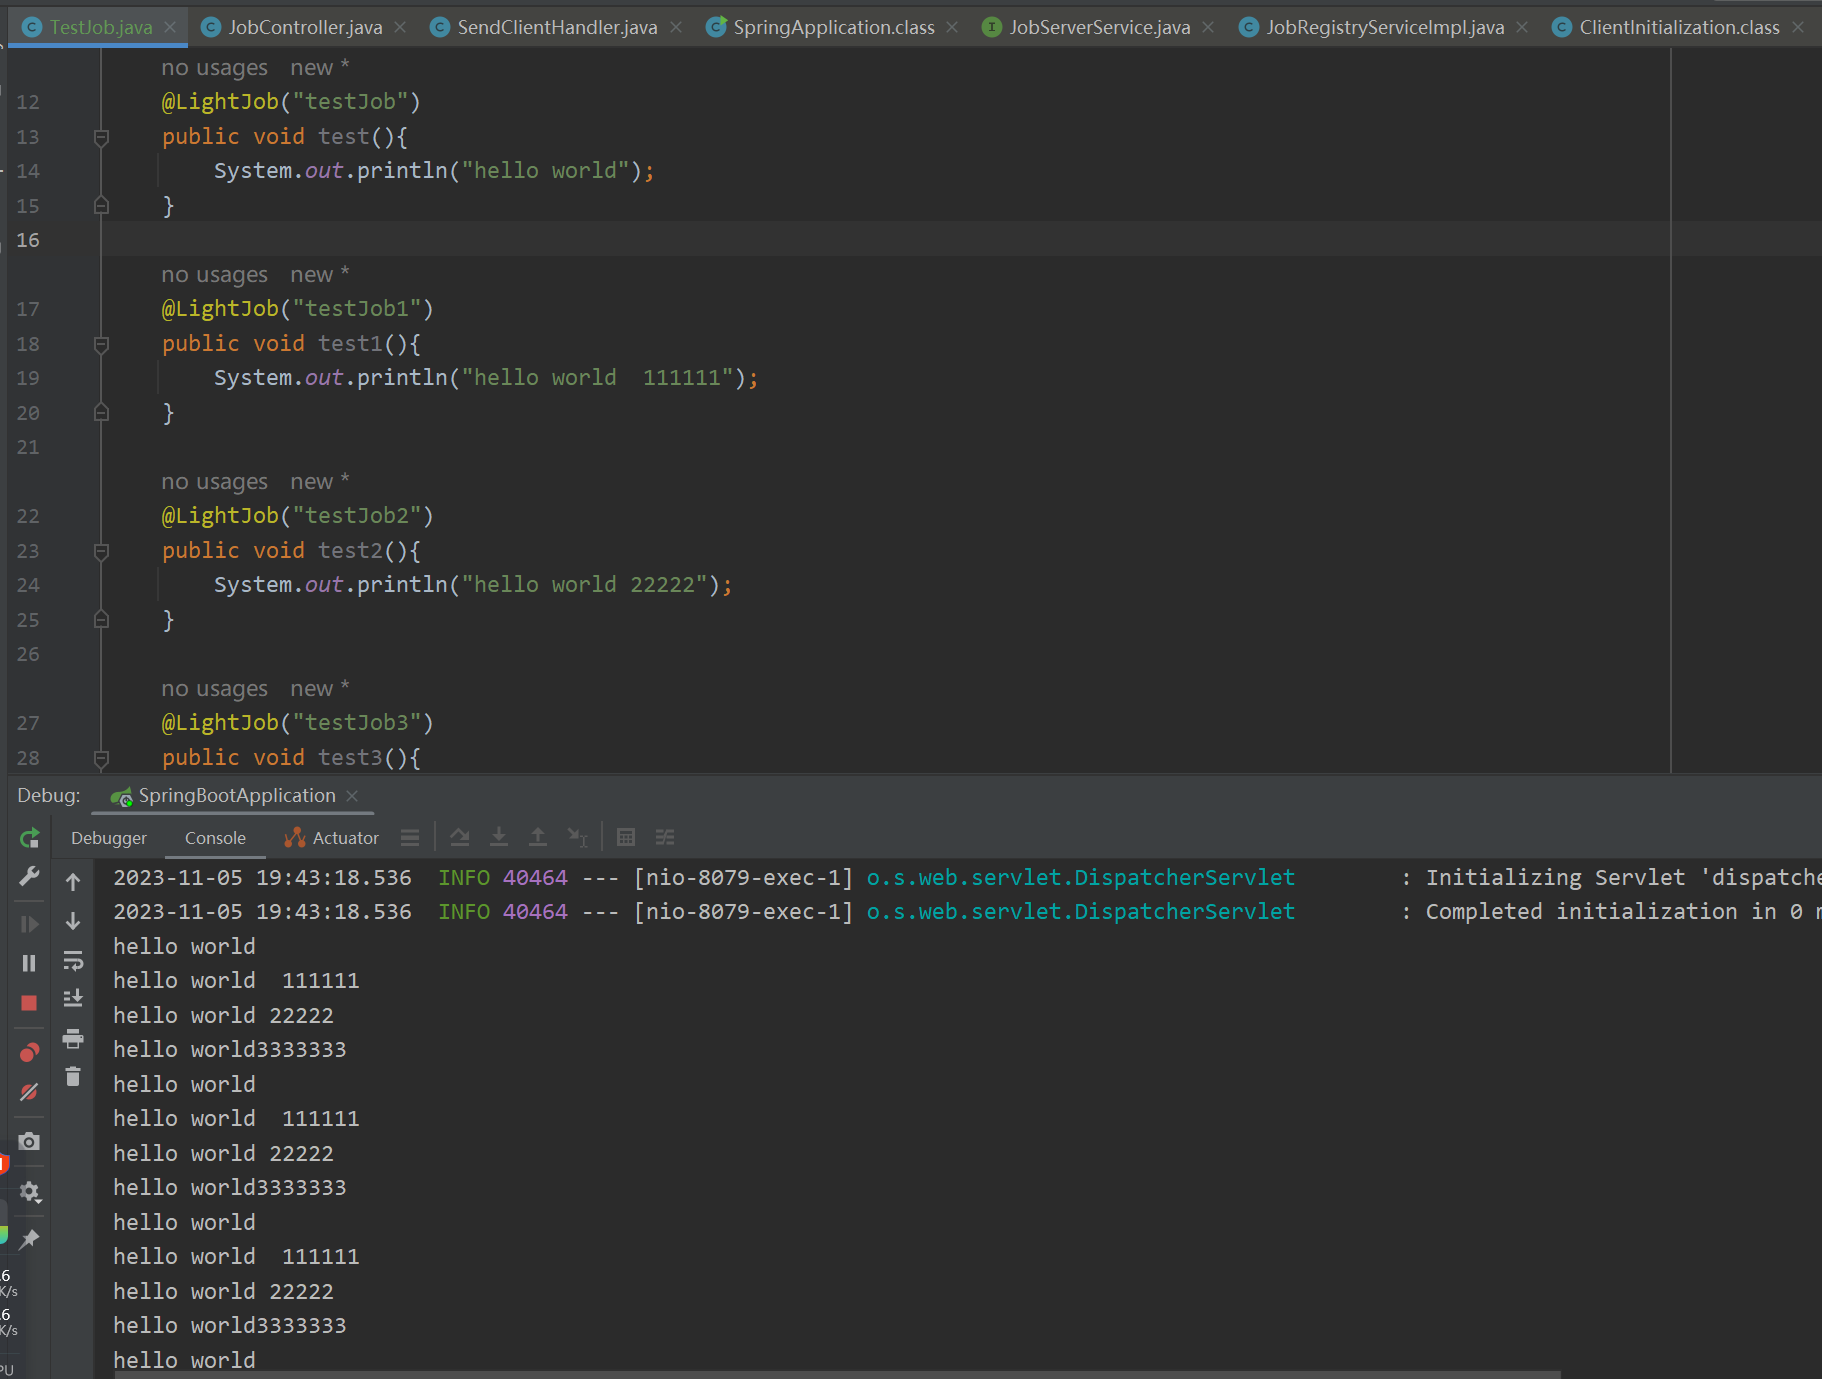 TestJob.java JobController.java SendClientHandler.java SpringApplication.class JobServerService.java JobRegistryServiceImpl.java ClientInitialization.class
no usages new *
12 @LightJob("testJob")
13 public void test(){
14 System.out.println("hello world");
15 }
16
no usages new *
17 @LightJob("testJob1")
18 public void test1(){
19 System.out.println("hello world  111111");
20 }
21
no usages new *
22 @LightJob("testJob2")
23 public void test2(){
24 System.out.println("hello world 22222");
25 }
26
no usages new *
27 @LightJob("testJob3")
28 public void test3(){
Debug: SpringBootApplication
Debugger Console Actuator
2023-11-05 19:43:18.536  INFO 40464 --- [nio-8079-exec-1] o.s.web.servlet.DispatcherServlet : Initializing Servlet 'dispatche
2023-11-05 19:43:18.536  INFO 40464 --- [nio-8079-exec-1] o.s.web.servlet.DispatcherServlet : Completed initialization in 0
hello world
hello world  111111
hello world 22222
hello world3333333
hello world
hello world  111111
hello world 22222
hello world3333333
hello world
hello world  111111
hello world 22222
hello world3333333
hello world
.6
K/s
.6
K/s
PU